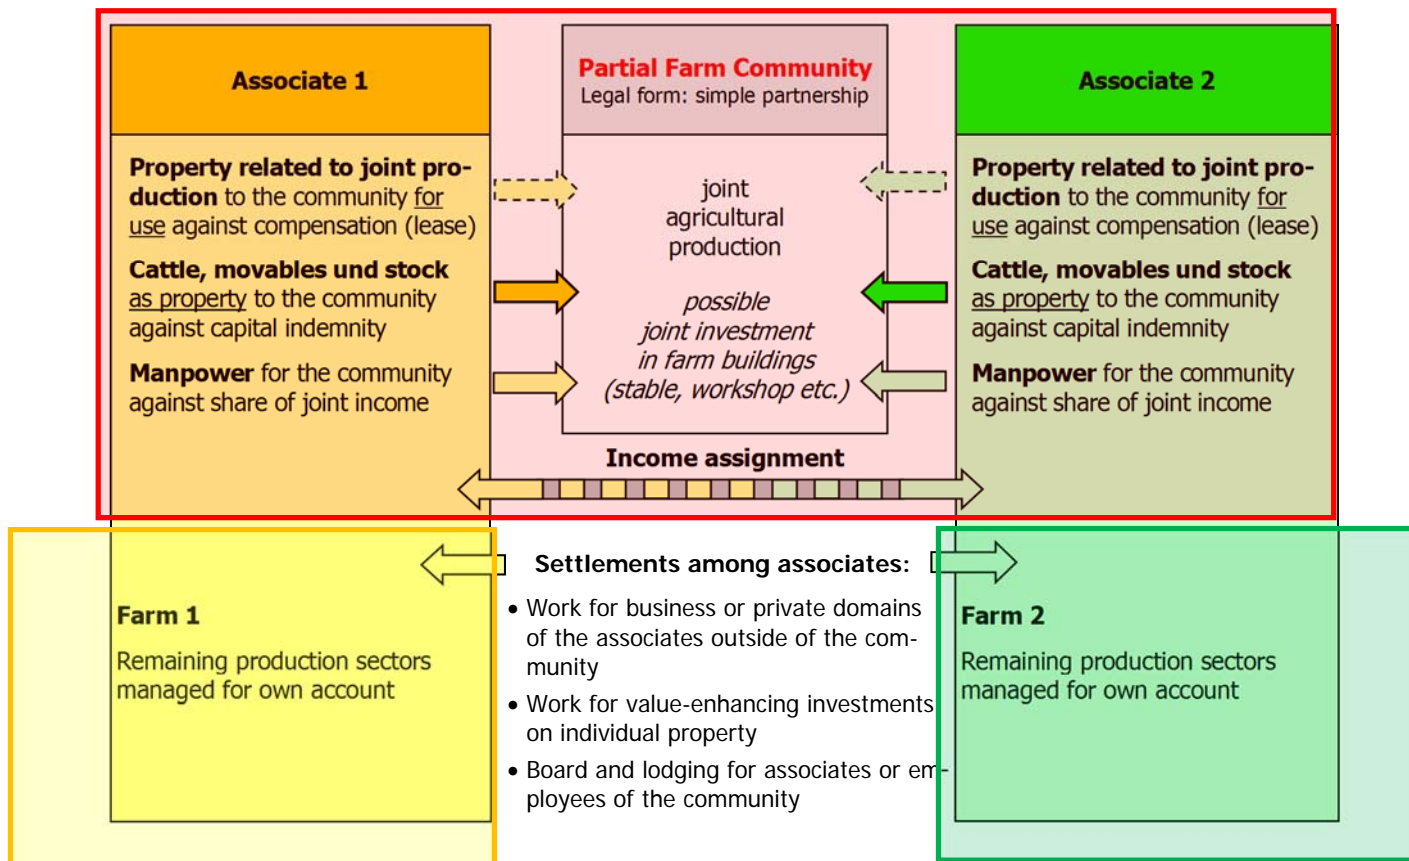 Associate 1
Property related to joint pro-
duction to the community for
use against compensation (lease)
Cattle, movables und stock
as property to the community
against capital indemnity
Manpower for the community
against share of joint income
Partial Farm Community
Legal form: simple partnership
joint
agricultural
production
possible
joint investment
in farm buildings
(stable, workshop etc.)
Associate 2
Property related to joint pro-
duction to the community for
use against compensation (lease)
Cattle, movables und stock
as property to the community
against capital indemnity
Manpower for the community
against share of joint income
Income assignment
Farm 1
Remaining production sectors
managed for own account
Settlements among associates:
• Work for business or private domains
of the associates outside of the com-
munity
• Work for value-enhancing investments
on individual property
• Board and lodging for associates or em-
ployees of the community
Farm 2
Remaining production sectors
managed for own account